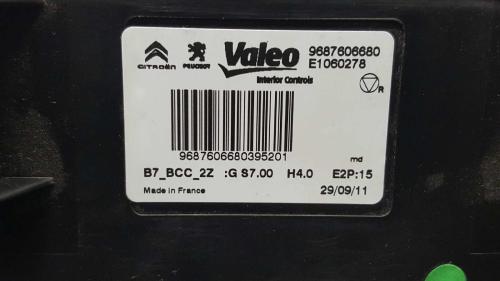 CITROËN PEUGEOT Valeo 9687606680
E1060278
Interior Controls
R
9687606680395201
md
B7_BCC_2Z :G S7.00 H4.0 E2P:15
Made in France 29/09/11